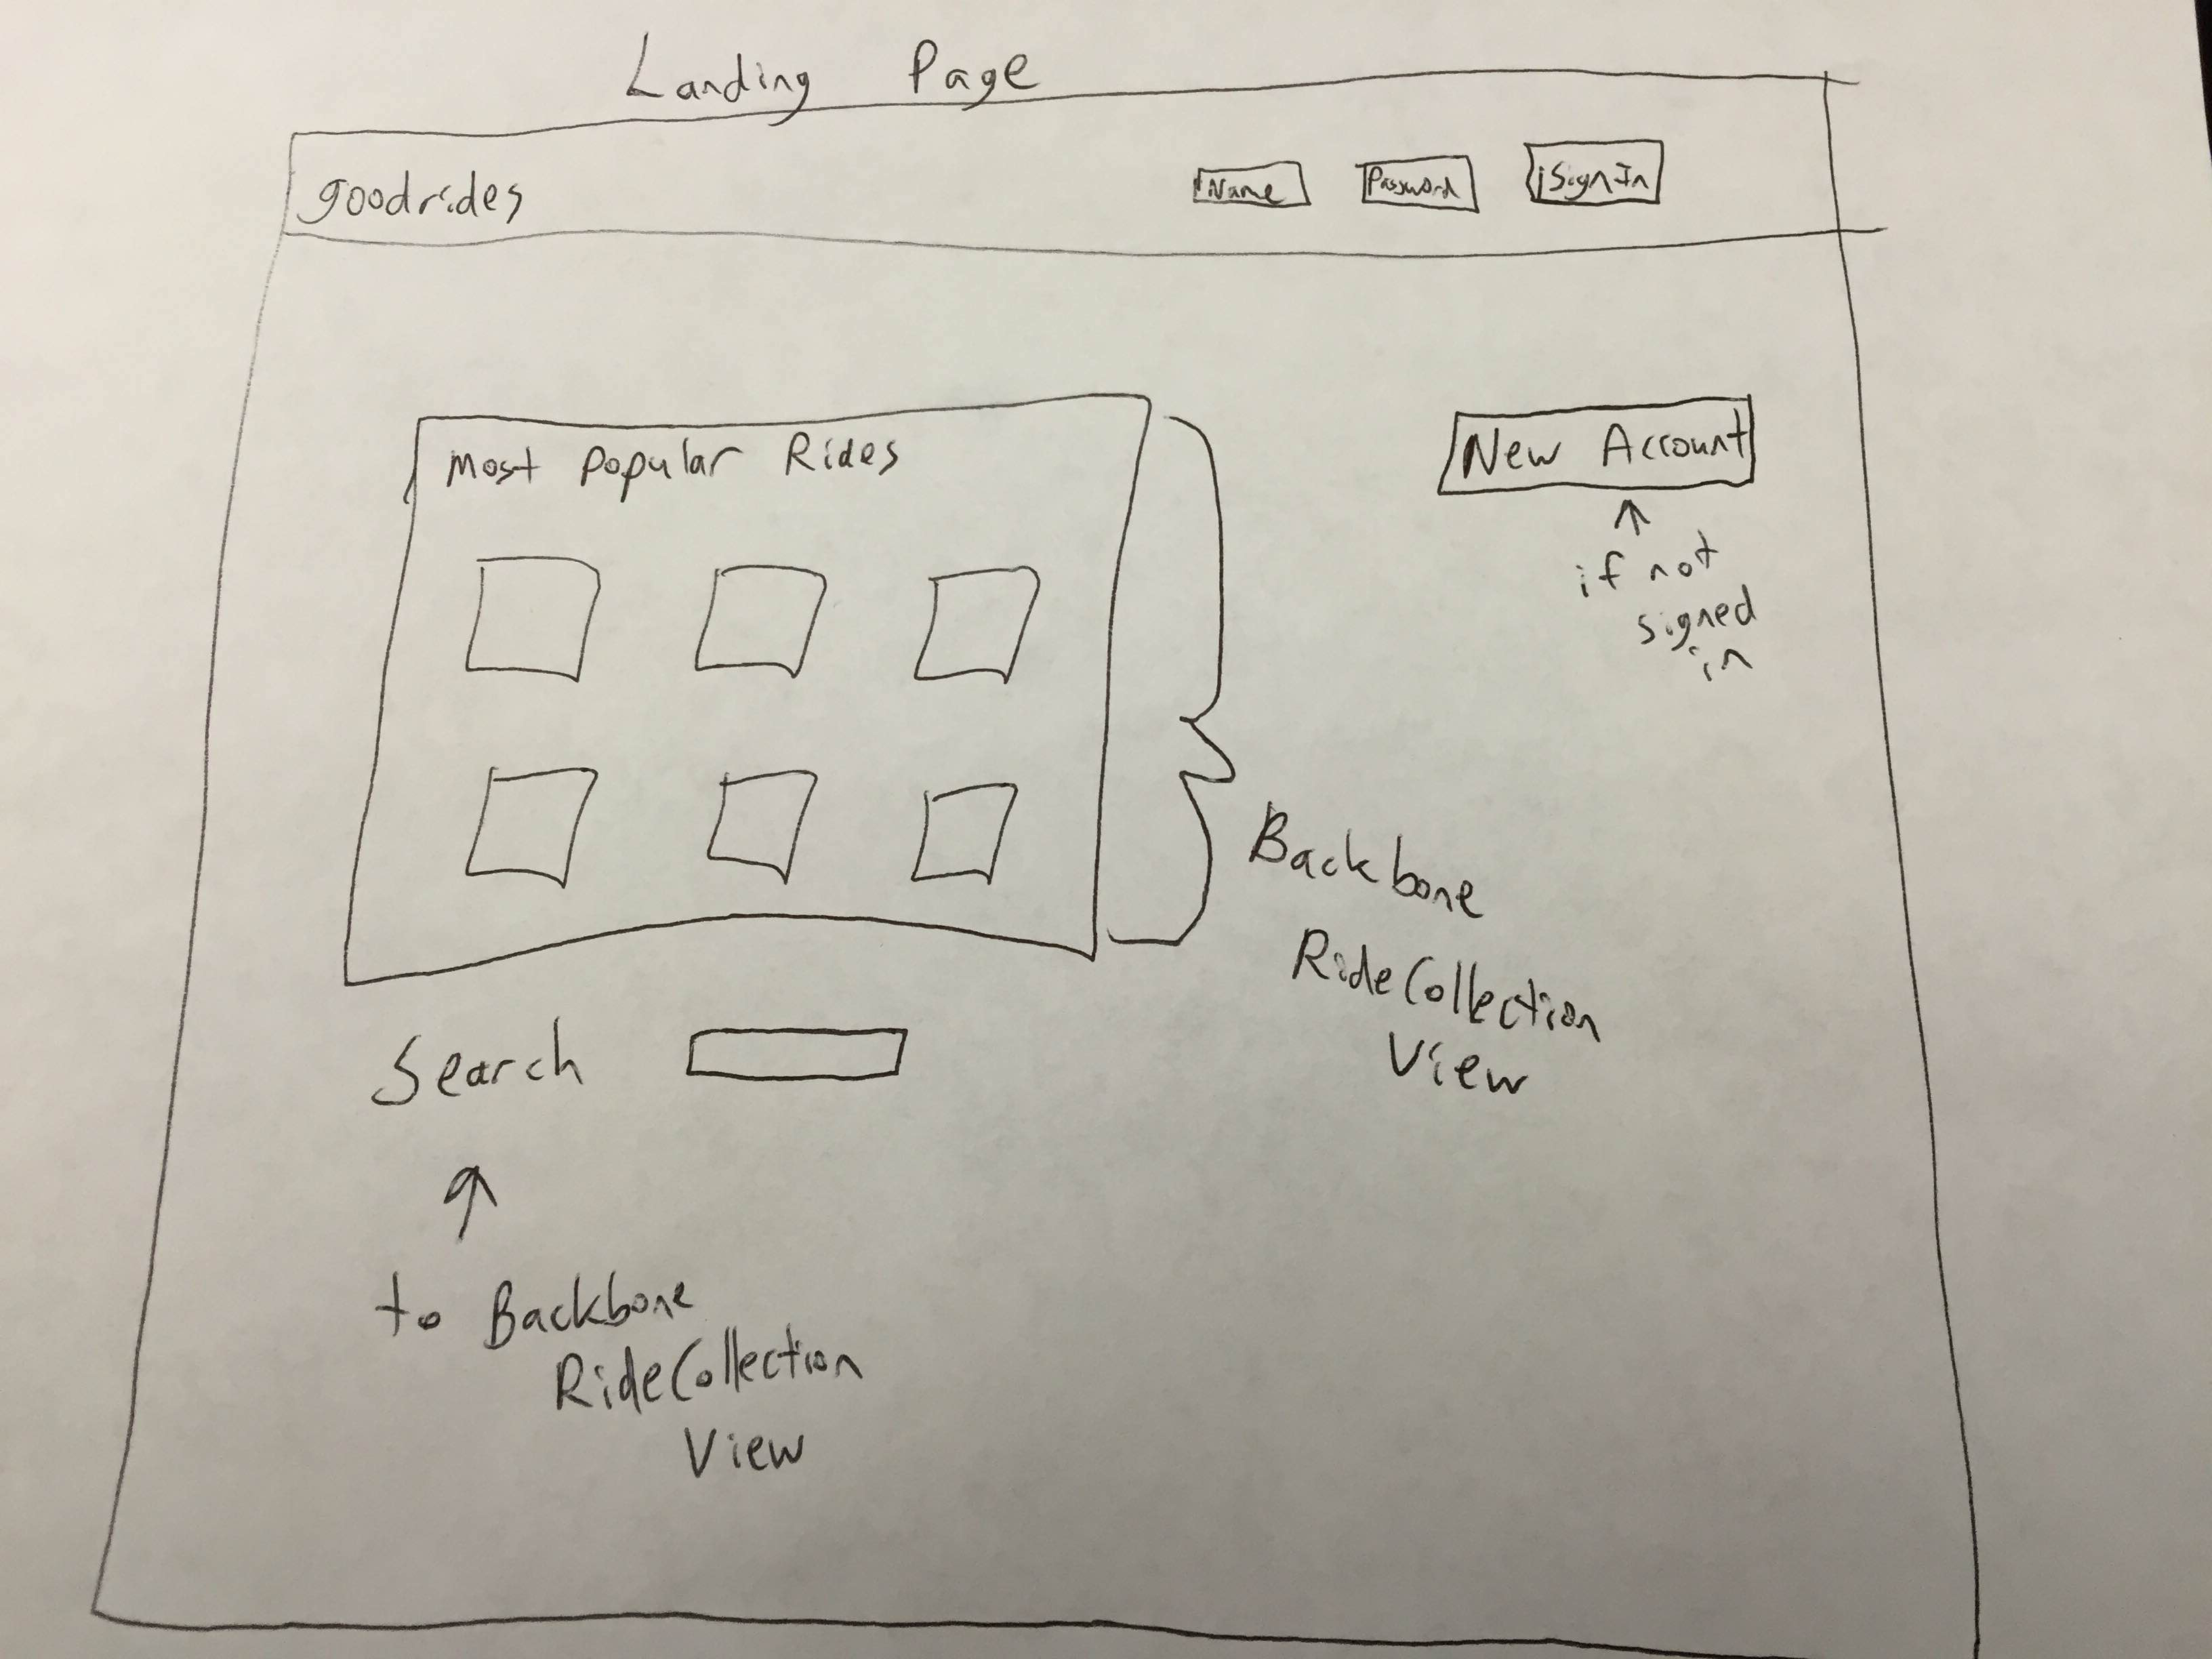 Landing Page
goodrides
Name
Password
Sign In
Most Popular Rides
New Account
if not
signed
in
Backbone
RideCollection
View
Search
to Backbone
RideCollection
View